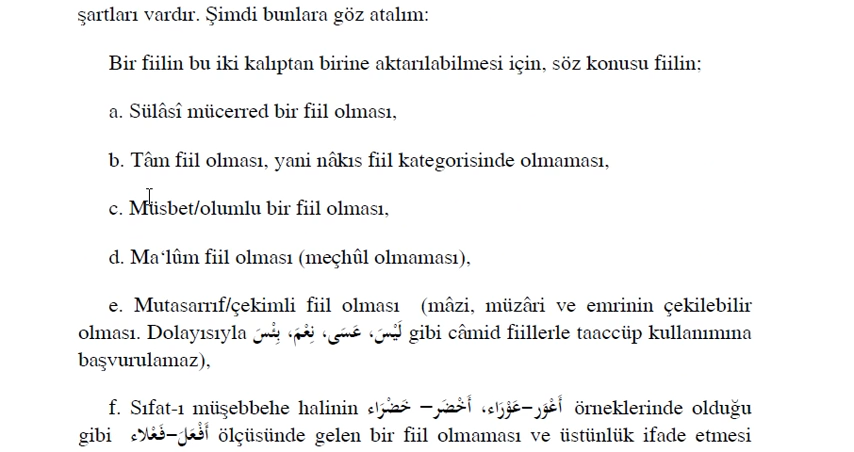 şartları vardır. Şimdi bunlara göz atalım:
Bir fiilin bu iki kalıptan birine aktarılabilmesi için, söz konusu fiilin;
a. Sülâsî mücerred bir fiil olması,
b. Tâm fiil olması, yani nâkıs fiil kategorisinde olmaması,
c. Müsbet/olumlu bir fiil olması,
d. Ma‘lûm fiil olması (meçhûl olmaması),
e. Mutasarrıf/çekimli fiil olması (mâzi, müzâri ve emrinin çekilebilir
olması. Dolayısıyla لَيْسَ، عَسَى، نِعْمَ، بِئْسَ gibi câmid fiillerle taaccüp kullanımına
başvurulamaz),
f. Sıfat-ı müşebbehe halinin أَعْوَر–عَوْرَاء، أَخْضَر– خَضْرَاء örneklerinde olduğu
gibi أَفْعَلَ–فَعْلاء ölçüsünde gelen bir fiil olmaması ve üstünlük ifade etmesi